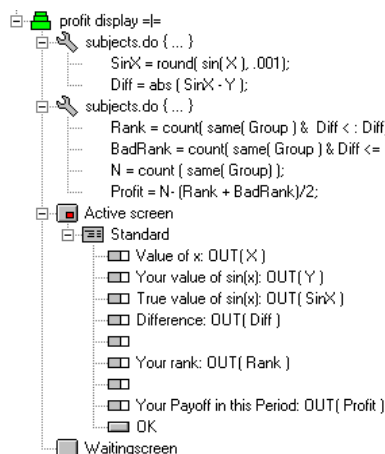 profit display =|=
subjects.do { ... }
SinX = round( sin( X ), .001);
Diff = abs ( SinX - Y );
subjects.do { ... }
Rank = count( same( Group ) & Diff < : Diff
BadRank = count( same( Group ) & Diff <=
N = count ( same( Group) );
Profit = N- (Rank + BadRank)/2;
Active screen
Standard
Value of x: OUT( X )
Your value of sin(x): OUT( Y )
True value of sin(x): OUT( SinX )
Difference: OUT( Diff )
Your rank: OUT( Rank )
Your Payoff in this Period: OUT( Profit )
OK
Waitingscreen